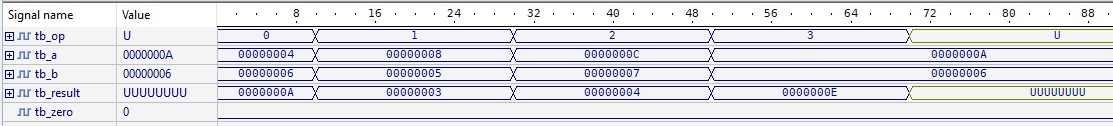 Signal name Value 8 16 24 32 40 48 56 64 72 80 88
tb_op U 0 1 2 3 U
tb_a 0000000A 00000004 00000008 0000000C 0000000A
tb_b 00000006 00000006 00000005 00000007 00000006
tb_result UUUUUUUU 0000000A 00000003 00000004 0000000E UUUUUUUU
tb_zero 0